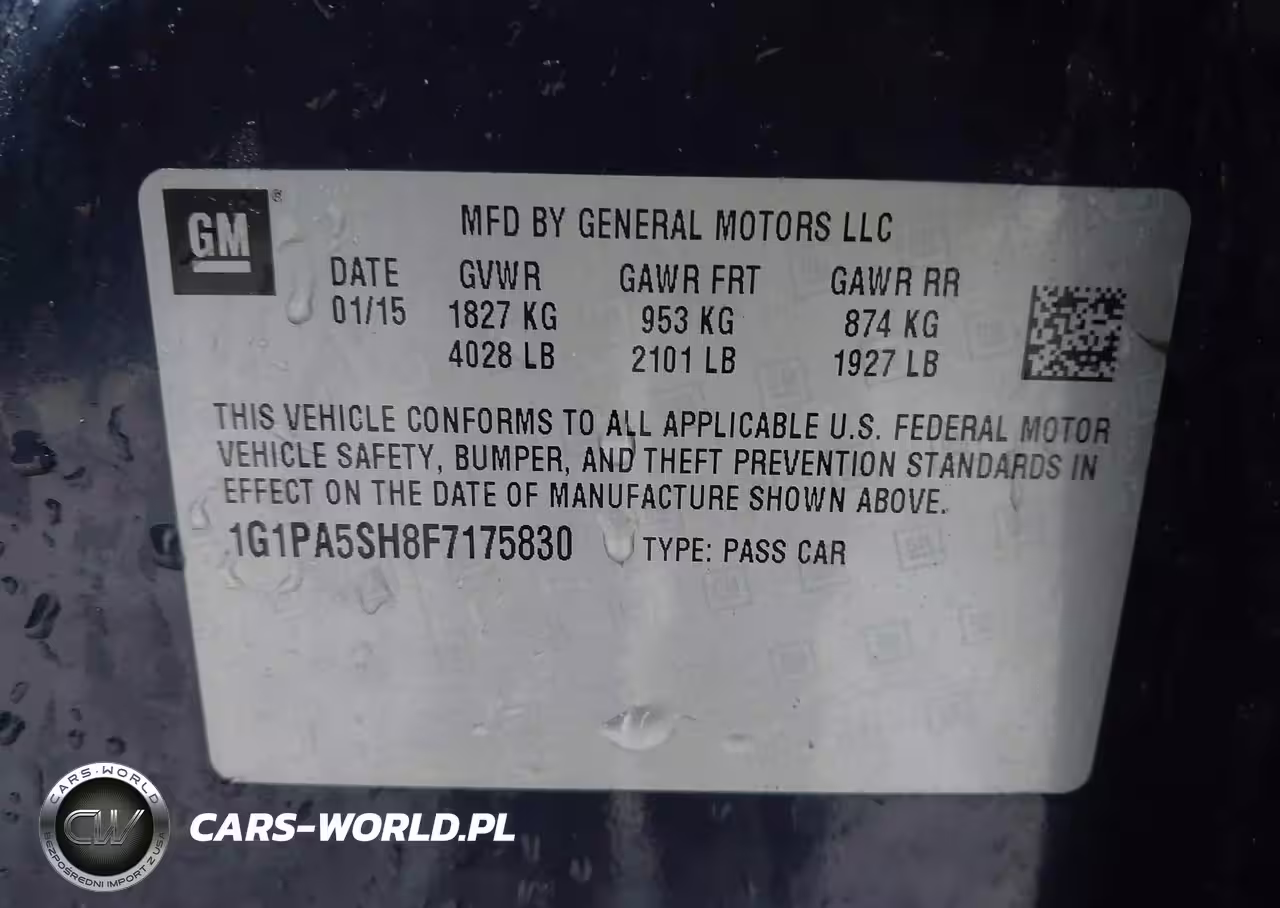 GM ®
MFD BY GENERAL MOTORS LLC
DATE GVWR GAWR FRT GAWR RR
01/15 1827 KG 953 KG 874 KG
4028 LB 2101 LB 1927 LB
THIS VEHICLE CONFORMS TO ALL APPLICABLE U.S. FEDERAL MOTOR
VEHICLE SAFETY, BUMPER, AND THEFT PREVENTION STANDARDS IN
EFFECT ON THE DATE OF MANUFACTURE SHOWN ABOVE.
1G1PA5SH8F7175830 TYPE: PASS CAR
CARS-WORLD
CW
BEZPOŚREDNI IMPORT Z USA
CARS-WORLD.PL